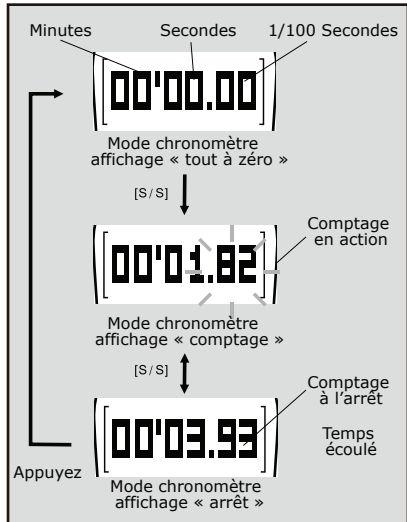 Minutes Secondes 1/100 Secondes
00'00.00
Mode chronomètre
affichage « tout à zéro »
[S/S]
Comptage
en action
00'01.82
Mode chronomètre
affichage « comptage »
[S/S]
Comptage
à l’arrêt
00'03.93
Temps
écoulé
Appuyez
Mode chronomètre
affichage « arrêt »